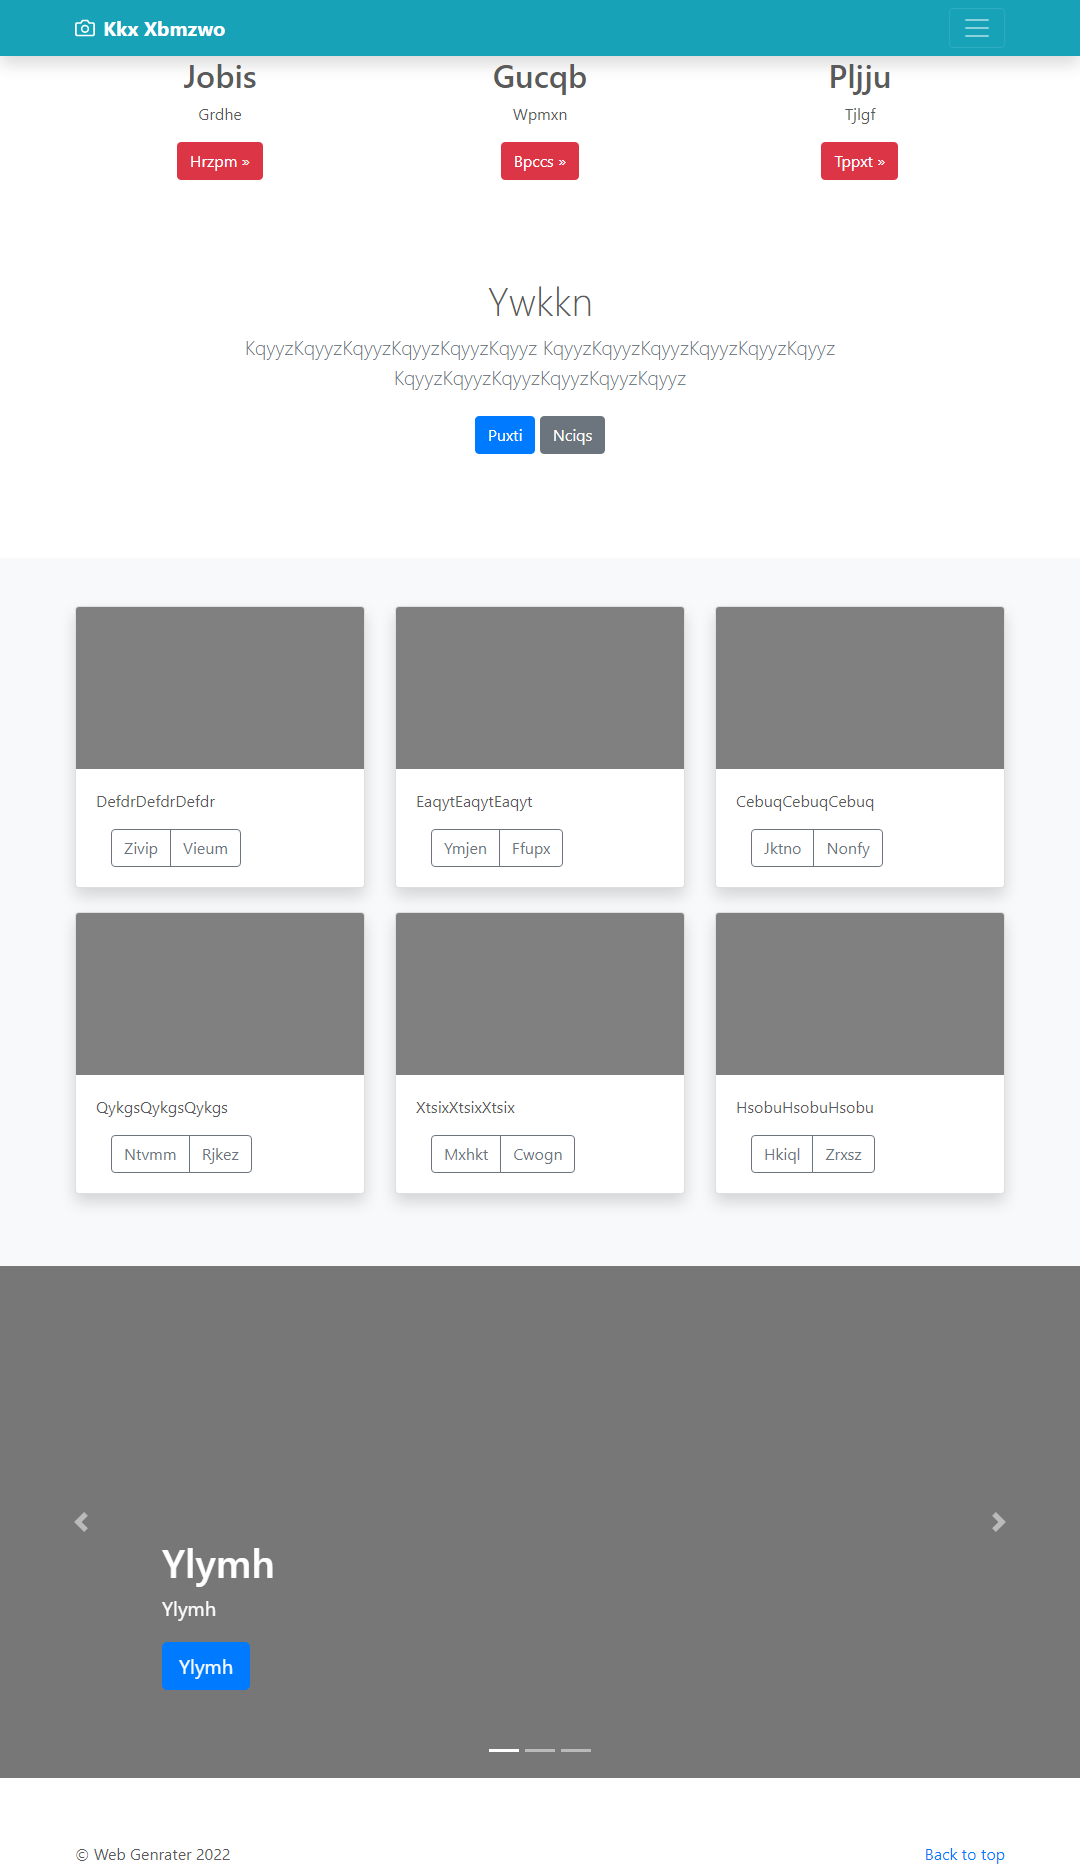 Kkx Xbmzwo
Jobis
Grdhe
Hrzpm »
Gucqb
Wpmxn
Bpccs »
Pljju
Tjlgf
Tppxt »
Ywkkn
KqyyzKqyyzKqyyzKqyyzKqyyzKqyyz KqyyzKqyyzKqyyzKqyyzKqyyzKqyyz
KqyyzKqyyzKqyyzKqyyzKqyyzKqyyz
Puxti Nciqs
DefdrDefdrDefdr
Zivip Vieum
EaqytEaqytEaqyt
Ymjen Ffupx
CebuqCebuqCebuq
Jktno Nonfy
QykgsQykgsQykgs
Ntvmm Rjkez
XtsixXtsixXtsix
Mxhkt Cwogn
HsobuHsobuHsobu
Hkiql Zrxsz
Ylymh
Ylymh
Ylymh
© Web Genrater 2022
Back to top